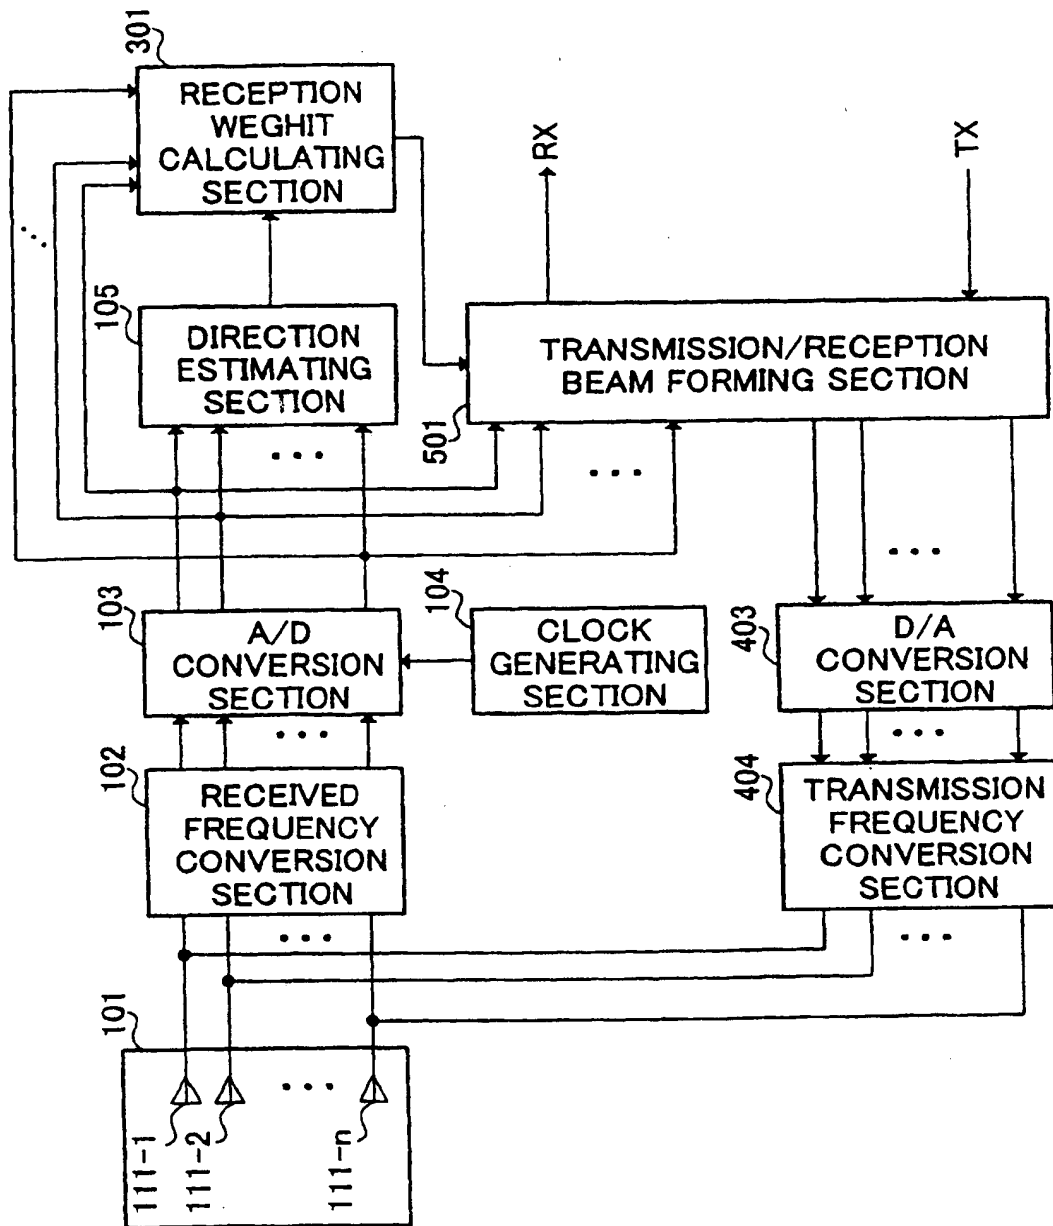 301
RECEPTION
WEGHIT
CALCULATING
SECTION
105
DIRECTION
ESTIMATING
SECTION
RX
TX
501
TRANSMISSION/RECEPTION
BEAM FORMING SECTION
103
A/D
CONVERSION
SECTION
104
CLOCK
GENERATING
SECTION
403
D/A
CONVERSION
SECTION
102
RECEIVED
FREQUENCY
CONVERSION
SECTION
404
TRANSMISSION
FREQUENCY
CONVERSION
SECTION
101
111-1
111-2
111-n